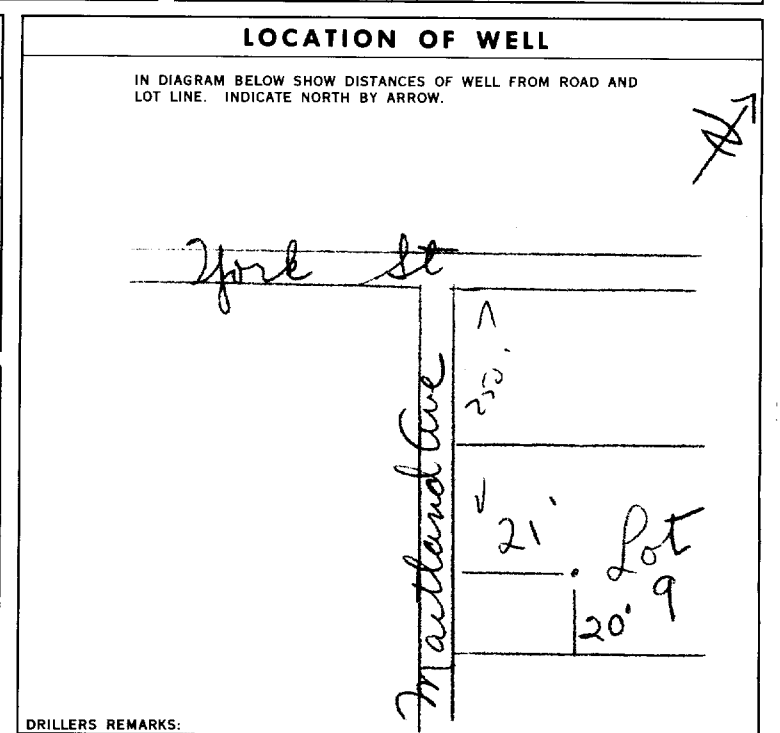 LOCATION OF WELL
IN DIAGRAM BELOW SHOW DISTANCES OF WELL FROM ROAD AND
LOT LINE. INDICATE NORTH BY ARROW.
N
York St
Maitland Ave
250'
21'
Lot
9
20'
DRILLERS REMARKS: